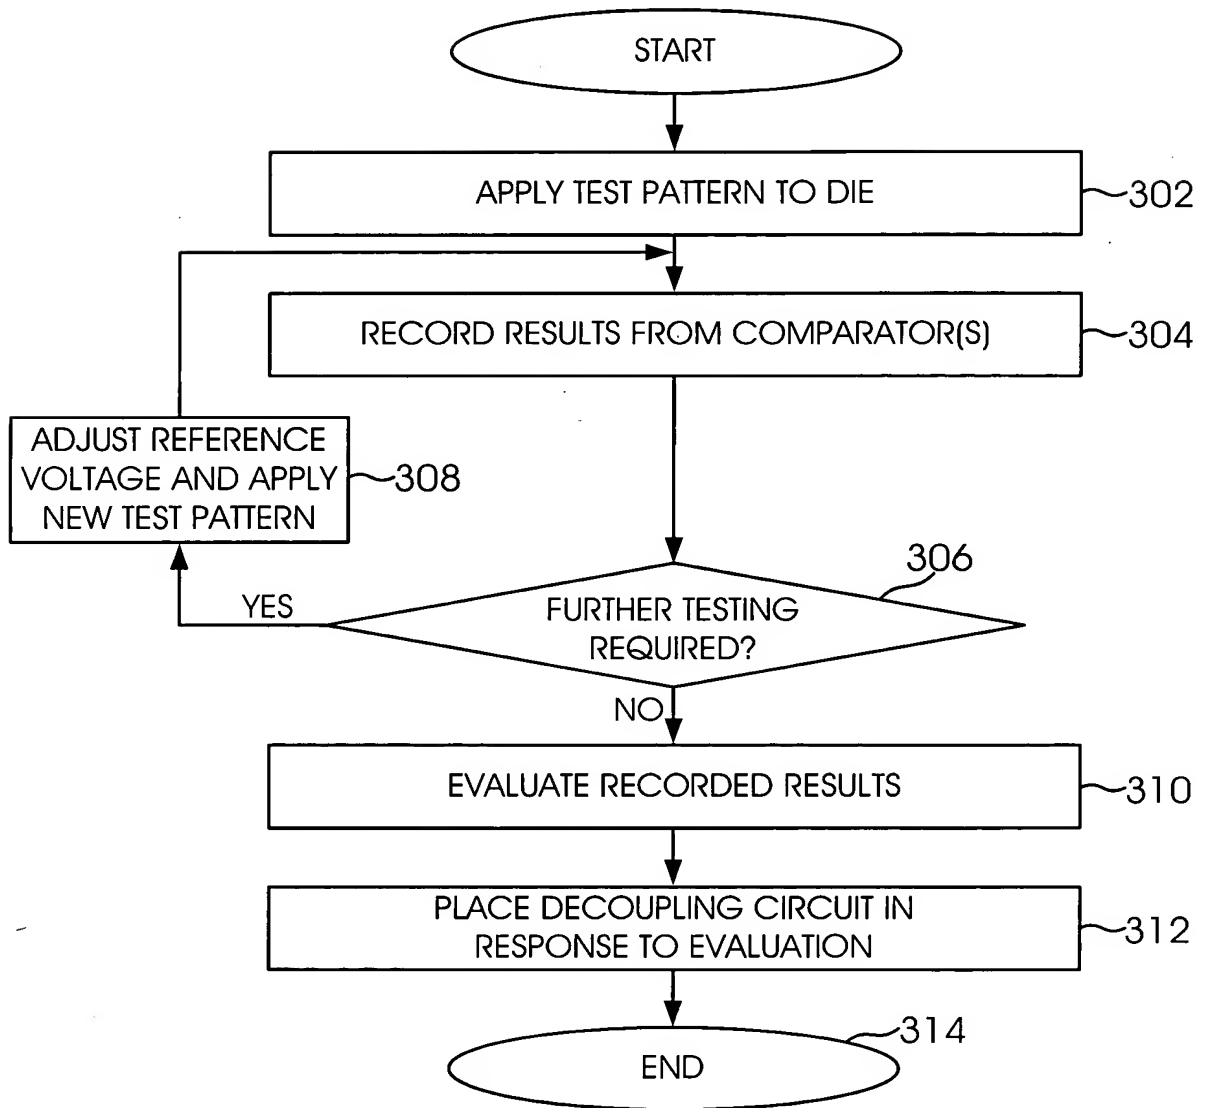 START
APPLY TEST PATTERN TO DIE
302
RECORD RESULTS FROM COMPARATOR(S)
304
ADJUST REFERENCE
VOLTAGE AND APPLY
NEW TEST PATTERN
308
306
YES
FURTHER TESTING
REQUIRED?
NO
EVALUATE RECORDED RESULTS
310
PLACE DECOUPLING CIRCUIT IN
RESPONSE TO EVALUATION
312
314
END